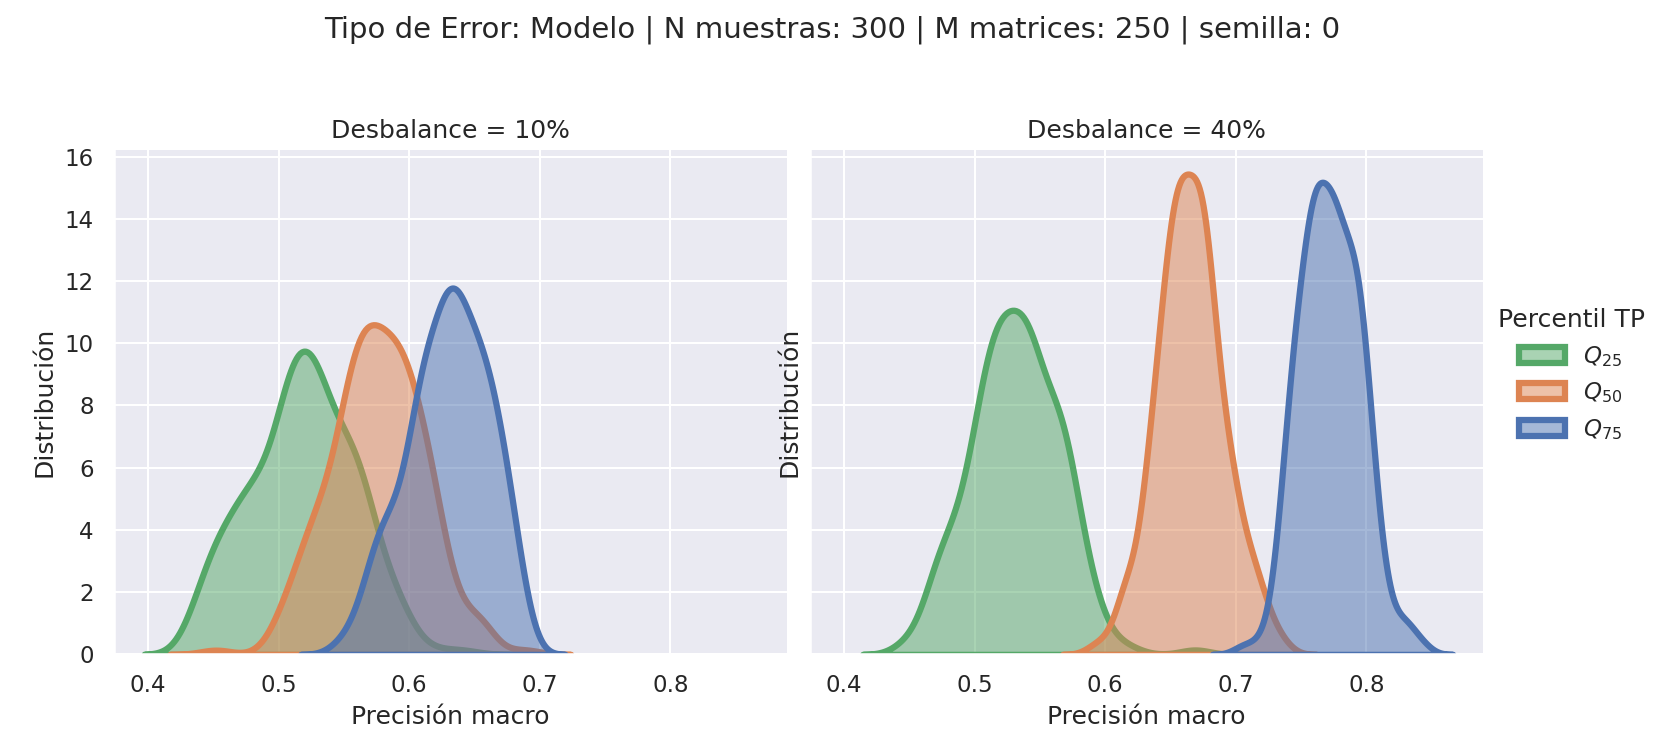 Tipo de Error: Modelo | N muestras: 300 | M matrices: 250 | semilla: 0
Desbalance = 10%
Desbalance = 40%
16
14
12
10
8
6
4
2
0
Distribución
Distribución
0.4 0.5 0.6 0.7 0.8
0.4 0.5 0.6 0.7 0.8
Precisión macro
Precisión macro
Percentil TP
Q25
Q50
Q75